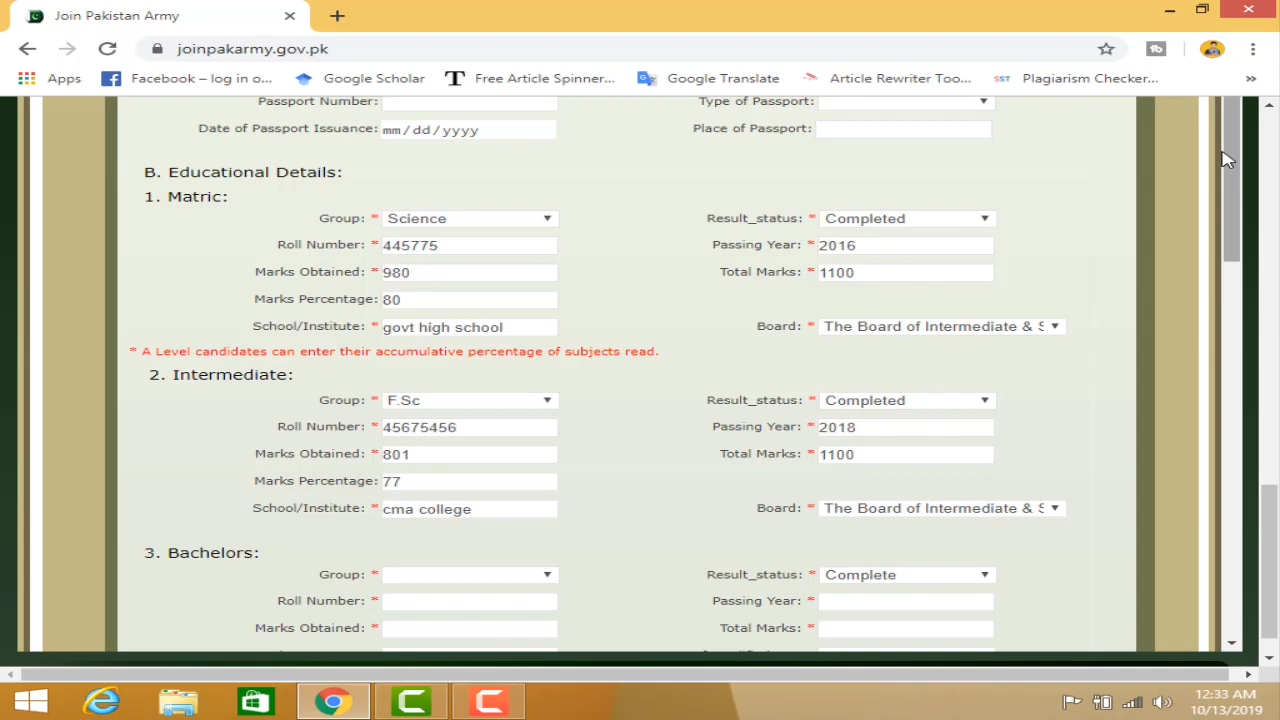 Join Pakistan Army
joinpakarmy.gov.pk
Apps Facebook – log in o... Google Scholar T Free Article Spinner... Google Translate Article Rewriter Too... SST Plagiarism Checker... »
Passport Number: Type of Passport:
Date of Passport Issuance: mm/dd/yyyy Place of Passport:
B. Educational Details:
1. Matric:
Group: * Science Result_status: * Completed
Roll Number: * 445775 Passing Year: * 2016
Marks Obtained: * 980 Total Marks: * 1100
Marks Percentage: 80
School/Institute: * govt high school Board: * The Board of Intermediate & S
* A Level candidates can enter their accumulative percentage of subjects read.
2. Intermediate:
Group: * F.Sc Result_status: * Completed
Roll Number: * 45675456 Passing Year: * 2018
Marks Obtained: * 801 Total Marks: * 1100
Marks Percentage: 77
School/Institute: * cma college Board: * The Board of Intermediate & S
3. Bachelors:
Group: * Result_status: * Complete
Roll Number: * Passing Year: *
Marks Obtained: * Total Marks: *
12:33 AM
10/13/2019